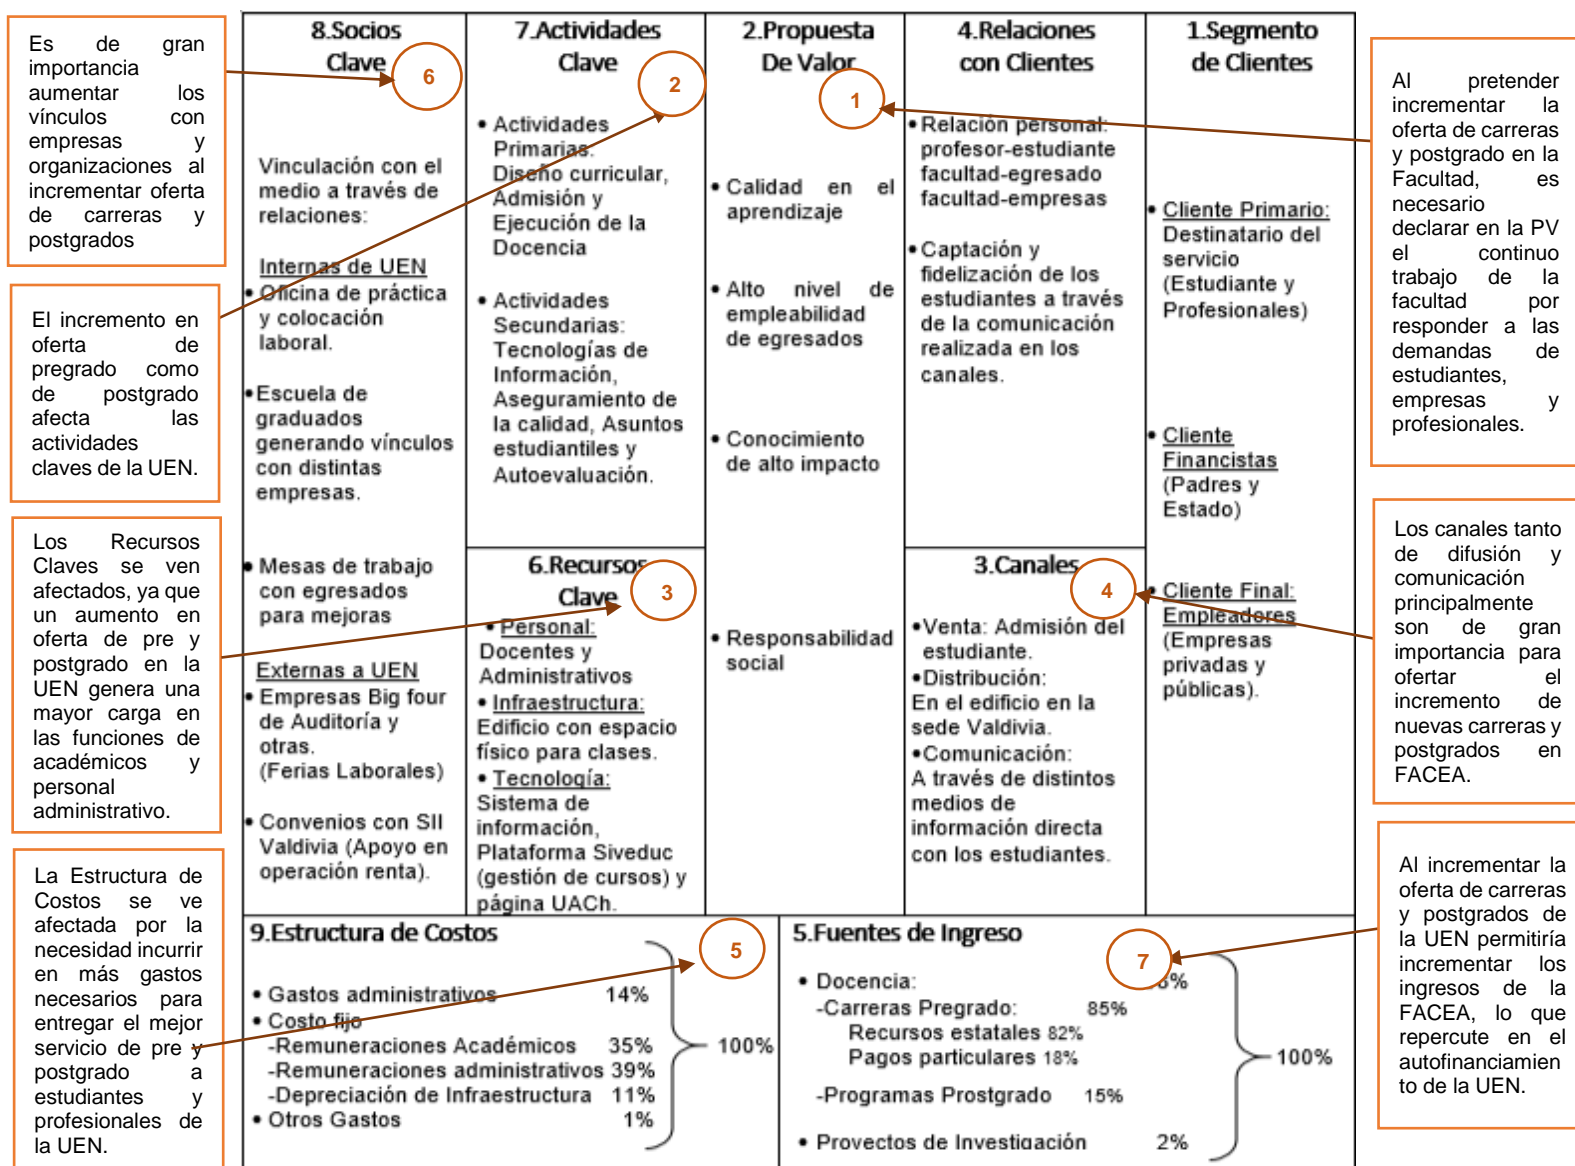 Es de gran
importancia
aumentar los
vínculos con
empresas y
organizaciones al
incrementar oferta
de carreras y
postgrados
El incremento en
oferta de
pregrado como
de postgrado
afecta las
actividades
claves de la UEN.
Los Recursos
Claves se ven
afectados, ya que
un aumento en
oferta de pre y
postgrado en la
UEN genera una
mayor carga en
las funciones de
académicos y
personal
administrativo.
La Estructura de
Costos se ve
afectada por la
necesidad incurrir
en más gastos
necesarios para
entregar el mejor
servicio de pre y
postgrado a
estudiantes y
profesionales de
la UEN.
8.Socios
Clave
6
Vinculación con el
medio a través de
relaciones:
Internas de UEN
• Oficina de práctica
y colocación
laboral.
• Escuela de
graduados
generando vínculos
con distintas
empresas.
• Mesas de trabajo
con egresados
para mejoras
Externas a UEN
• Empresas Big four
de Auditoría y
otras.
(Ferias Laborales)
• Convenios con SII
Valdivia (Apoyo en
operación renta).
7.Actividades
Clave
2
• Actividades
Primarias:
Diseño curricular,
Admisión y
Ejecución de la
Docencia
• Actividades
Secundarias:
Tecnologías de
Información,
Aseguramiento de
la calidad, Asuntos
estudiantiles y
Autoevaluación.
6.Recursos
Clave
3
• Personal:
Docentes y
Administrativos
• Infraestructura:
Edificio con espacio
físico para clases.
• Tecnología:
Sistema de
información,
Plataforma Siveduc
(gestión de cursos) y
página UACh.
2.Propuesta
De Valor
1
• Calidad en el
aprendizaje
• Alto nivel de
empleabilidad
de egresados
• Conocimiento
de alto impacto
• Responsabilidad
social
4.Relaciones
con Clientes
• Relación personal:
profesor-estudiante
facultad-egresado
facultad-empresas
• Captación y
fidelización de los
estudiantes a través
de la comunicación
realizada en los
canales.
3.Canales
4
•Venta: Admisión del
estudiante.
•Distribución:
En el edificio en la
sede Valdivia.
•Comunicación:
A través de distintos
medios de
información directa
con los estudiantes.
1.Segmento
de Clientes
• Cliente Primario:
Destinatario del
servicio
(Estudiante y
Profesionales)
• Cliente
Financistas
(Padres y
Estado)
• Cliente Final:
Empleadores
(Empresas
privadas y
públicas).
9.Estructura de Costos
5
• Gastos administrativos 14%
• Costo fijo
-Remuneraciones Académicos 35%
-Remuneraciones administrativos 39%
-Depreciación de Infraestructura 11%
• Otros Gastos 1%
100%
5.Fuentes de Ingreso
7
• Docencia:
-Carreras Pregrado: 85%
Recursos estatales 82%
Pagos particulares 18%
-Programas Prostgrado 15%
• Proyectos de Investigación 2%
100%
Al pretender
incrementar la
oferta de carreras
y postgrado en la
Facultad, es
necesario
declarar en la PV
el continuo
trabajo de la
facultad por
responder a las
demandas de
estudiantes,
empresas y
profesionales.
Los canales tanto
de difusión y
comunicación
principalmente
son de gran
importancia para
ofertar el
incremento de
nuevas carreras y
postgrados en
FACEA.
Al incrementar la
oferta de carreras
y postgrados de
la UEN permitiría
incrementar los
ingresos de la
FACEA, lo que
repercute en el
autofinanciamien
to de la UEN.